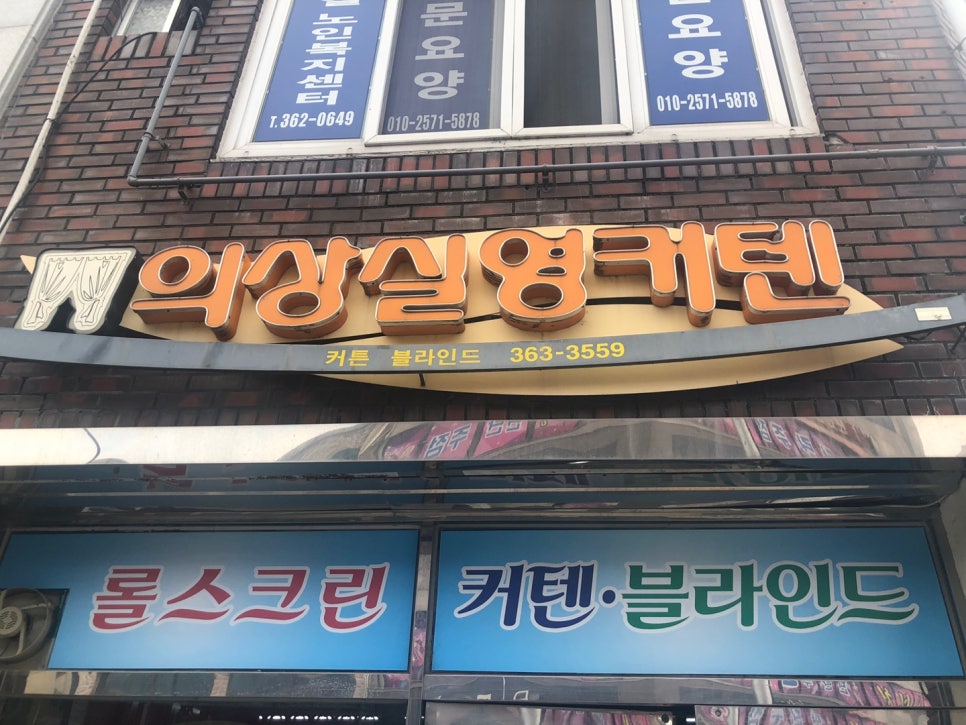 노인복지센터
T. 362-0649
문요양
010-2571-5878
요양
010-2571-5878
의상실영커텐
커튼 블라인드 363-3559
롤스크린
커텐·블라인드